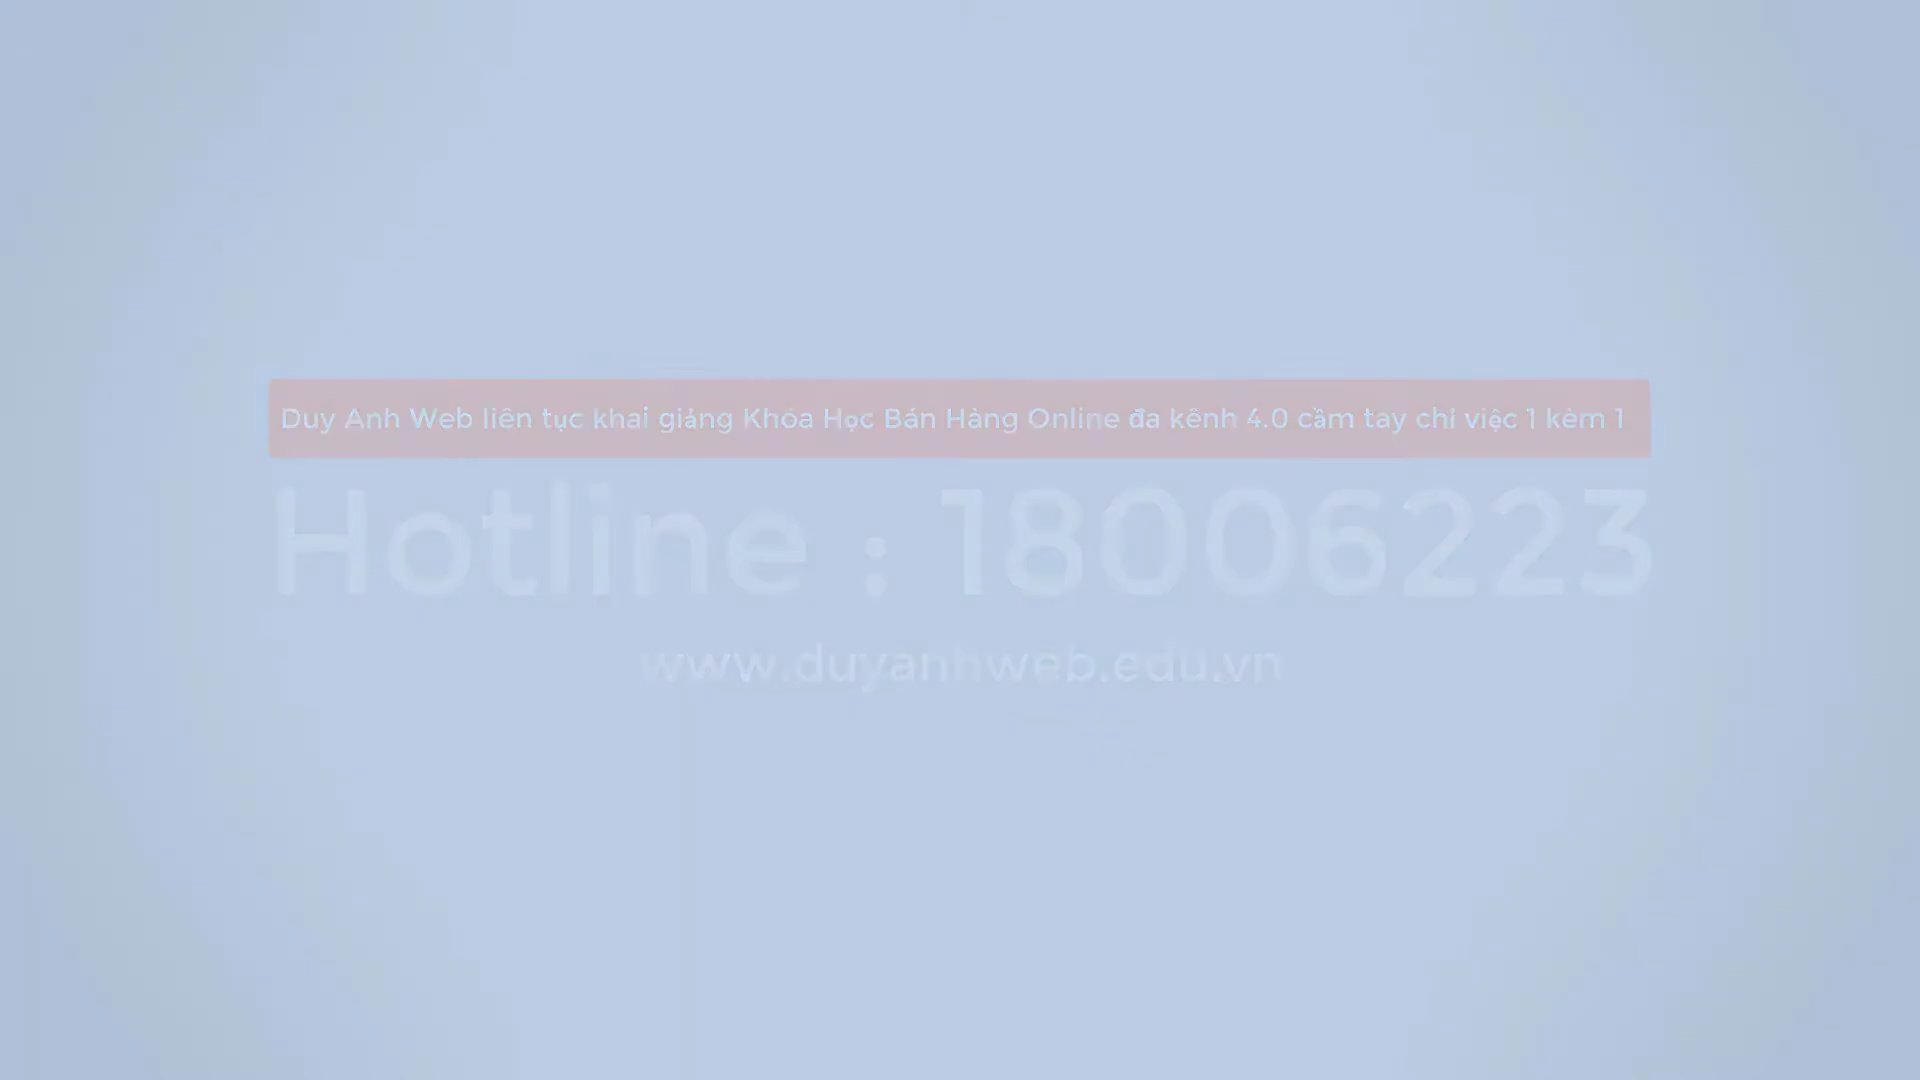 Duy Anh Web liên tục khai giảng Khóa Học Bán Hàng Online đa kênh 4.0 cầm tay chỉ việc 1 kèm 1
Hotline : 18006223
www.duyanhweb.edu.vn